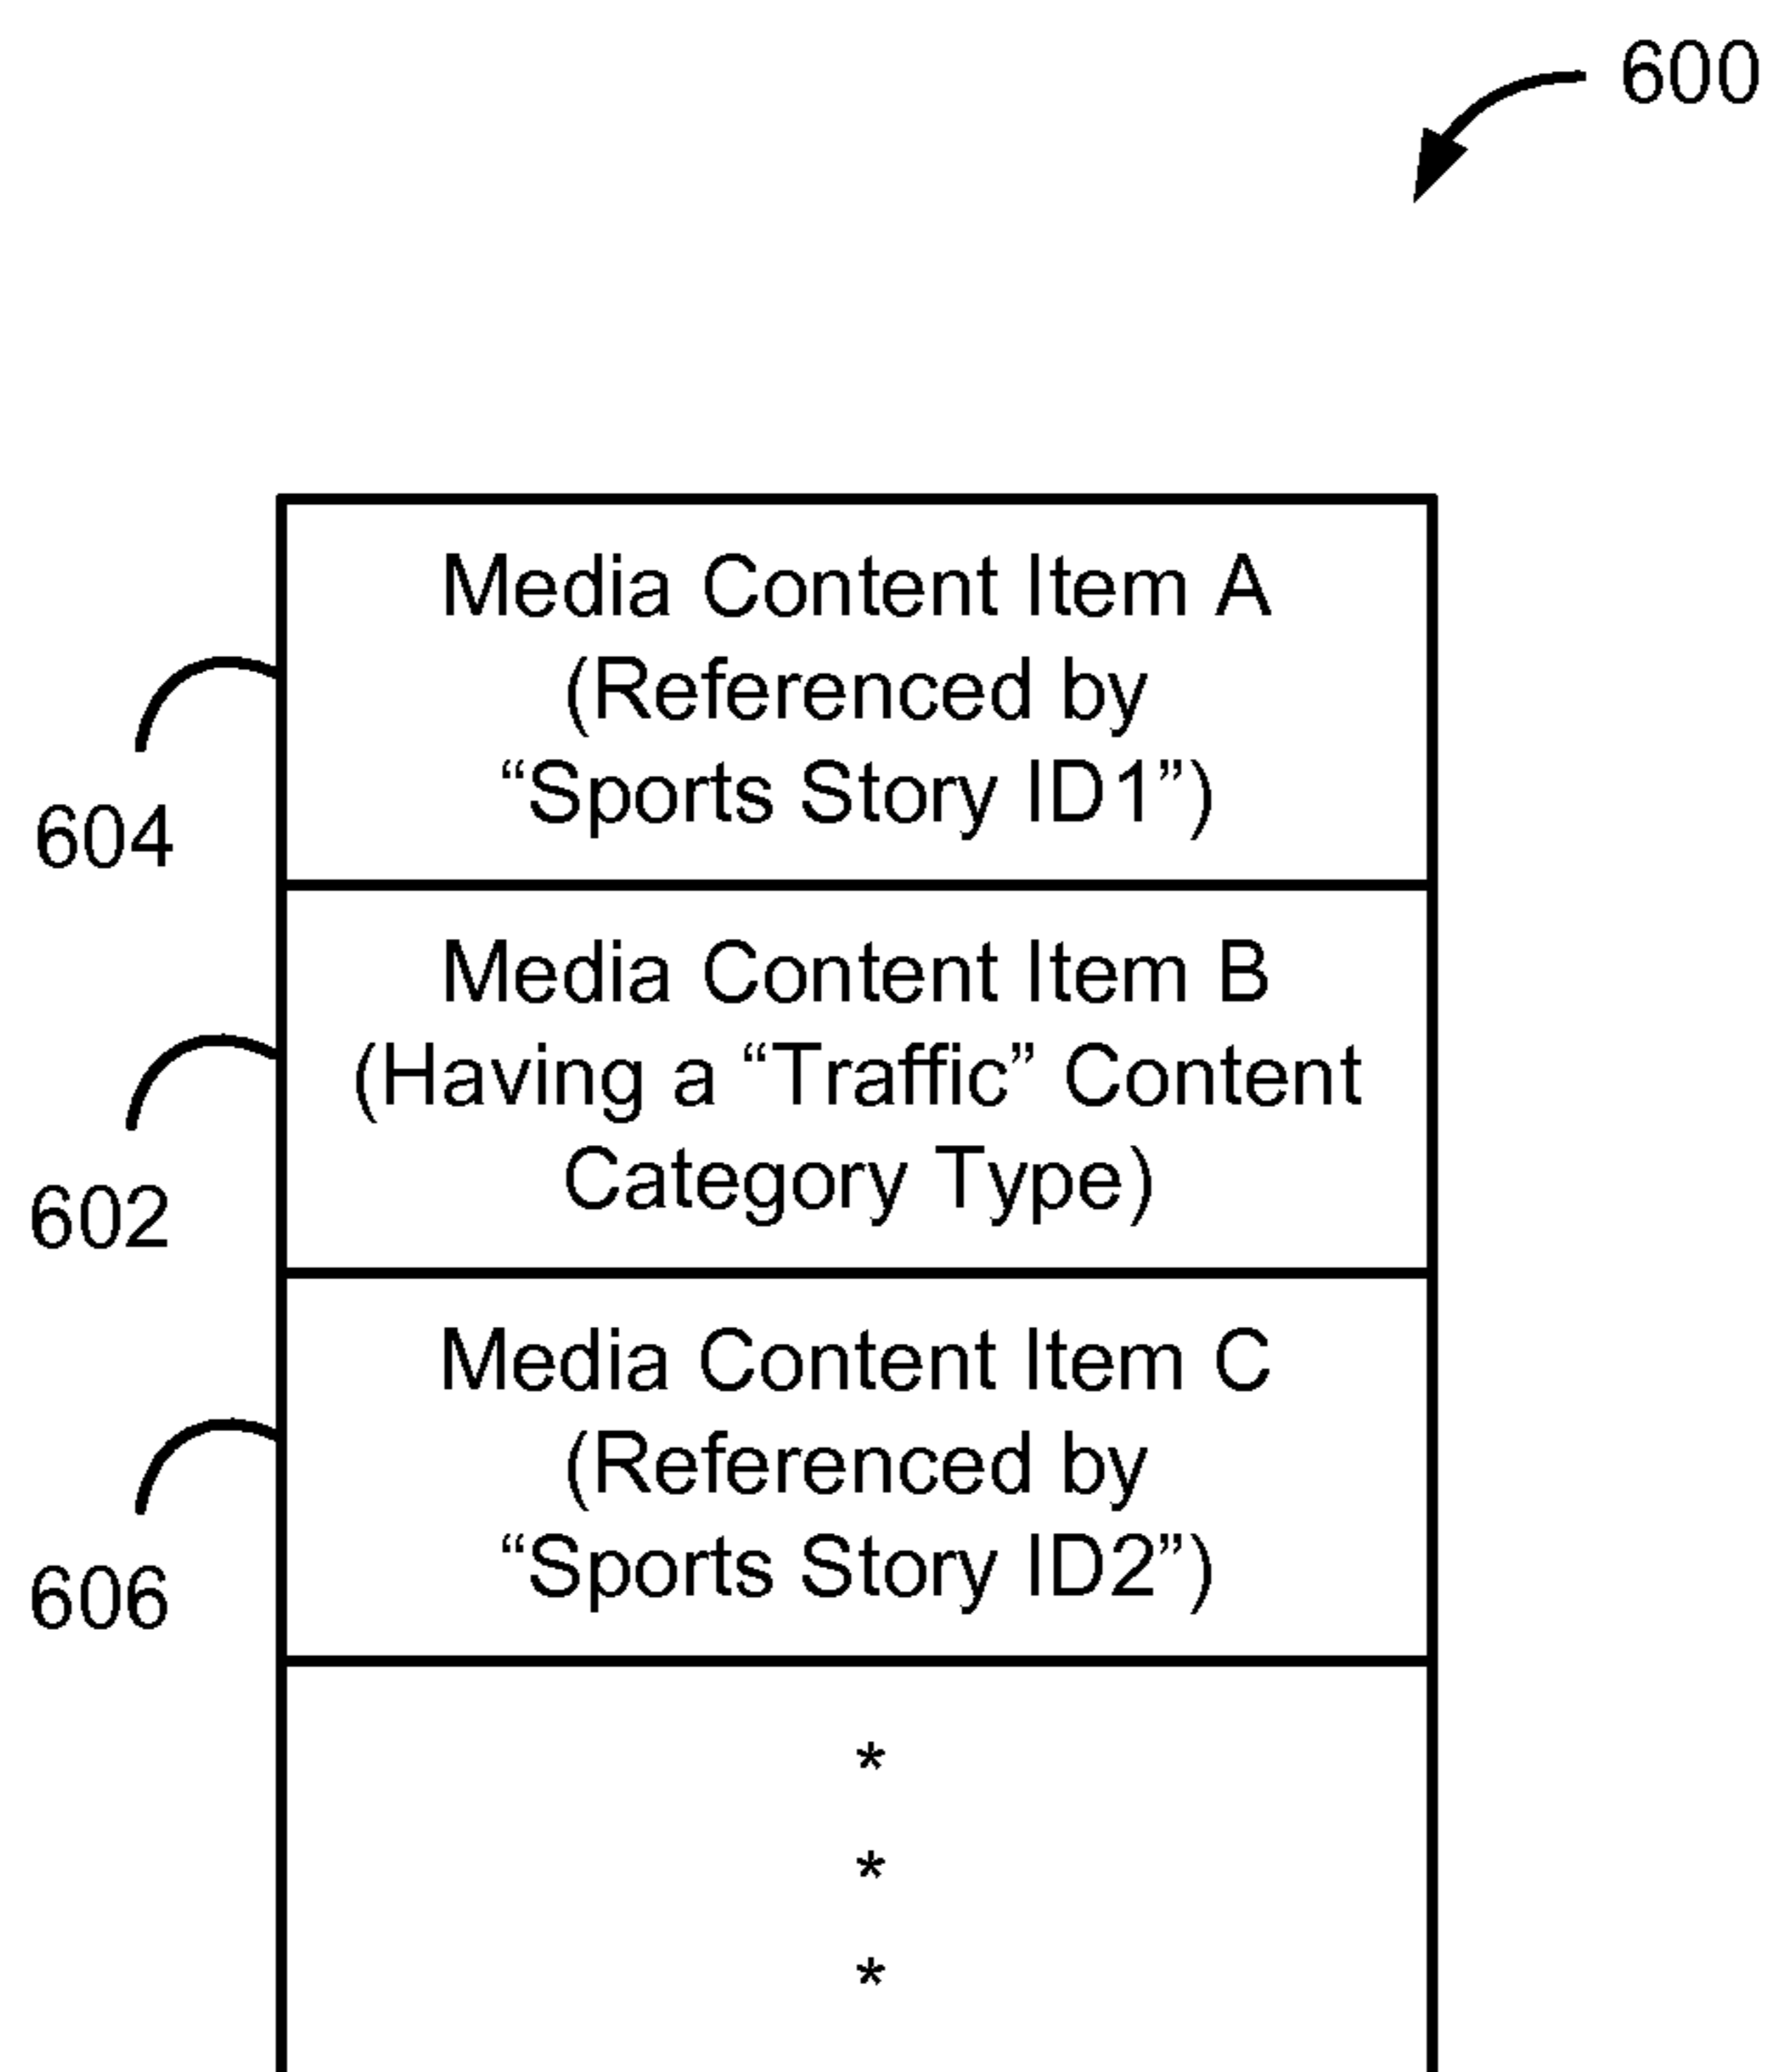 600
Media Content Item A
(Referenced by
“Sports Story ID1”)
604
Media Content Item B
(Having a “Traffic” Content
Category Type)
602
Media Content Item C
(Referenced by
“Sports Story ID2”)
606
*
*
*